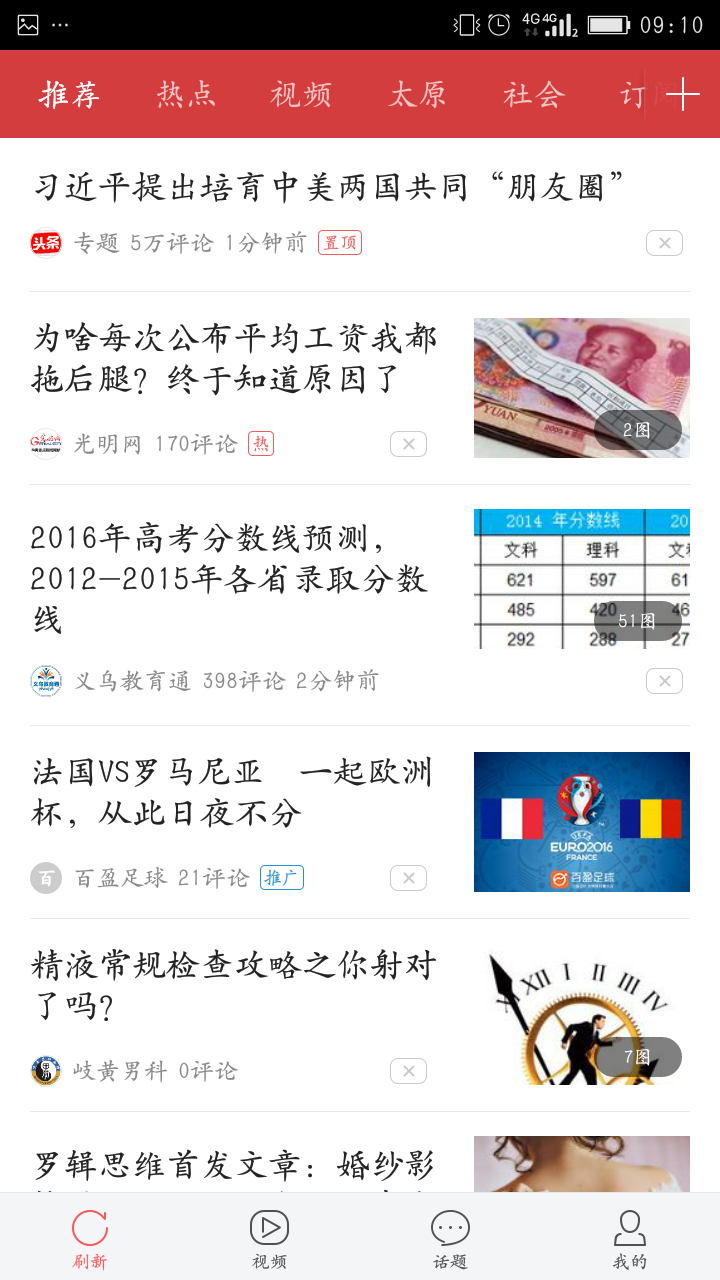 4G 4G 2 09:10
推荐 热点 视频 太原 社会 订
习近平提出培育中美两国共同“朋友圈”
头条 专题 5万评论 1分钟前 置顶
为啥每次公布平均工资我都
拖后腿？终于知道原因了
YUAN
2005
2图
光明网 170评论 热
2016年高考分数线预测，
2012—2015年各省录取分数
线
2014 年分数线 20
文科 理科 文
621 597 61
485 420 46
292 288 27
51图
义乌教育通 398评论 2分钟前
法国VS罗马尼亚　一起欧洲
杯，从此日夜不分
UEFA
EURO2016
FRANCE
百盈足球
百 百盈足球 21评论 推广
精液常规检查攻略之你射对
了吗？
XII I II III IV
7图
岐黄男科 0评论
罗辑思维首发文章：婚纱影
刷新 视频 话题 我的